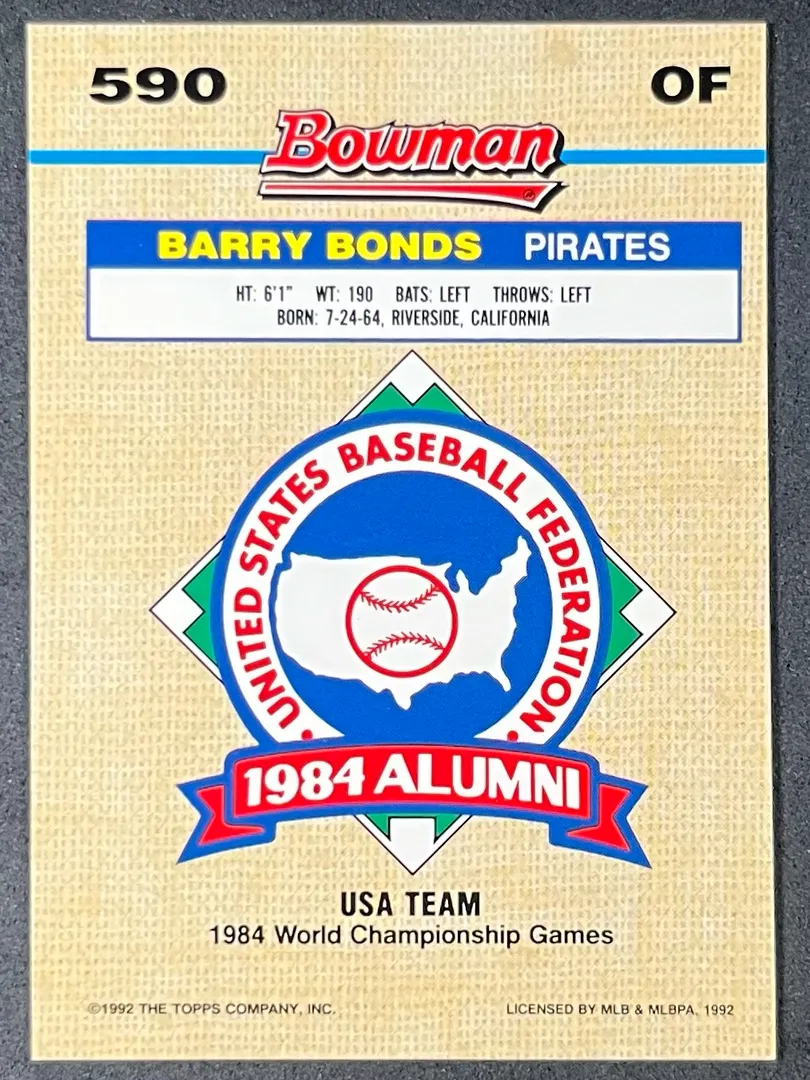 590 OF
Bowman®
BARRY BONDS PIRATES
HT: 6'1" WT: 190 BATS: LEFT THROWS: LEFT
BORN: 7-24-64, RIVERSIDE, CALIFORNIA
• UNITED STATES BASEBALL FEDERATION •
1984 ALUMNI
USA TEAM
1984 World Championship Games
©1992 THE TOPPS COMPANY, INC. LICENSED BY MLB & MLBPA, 1992